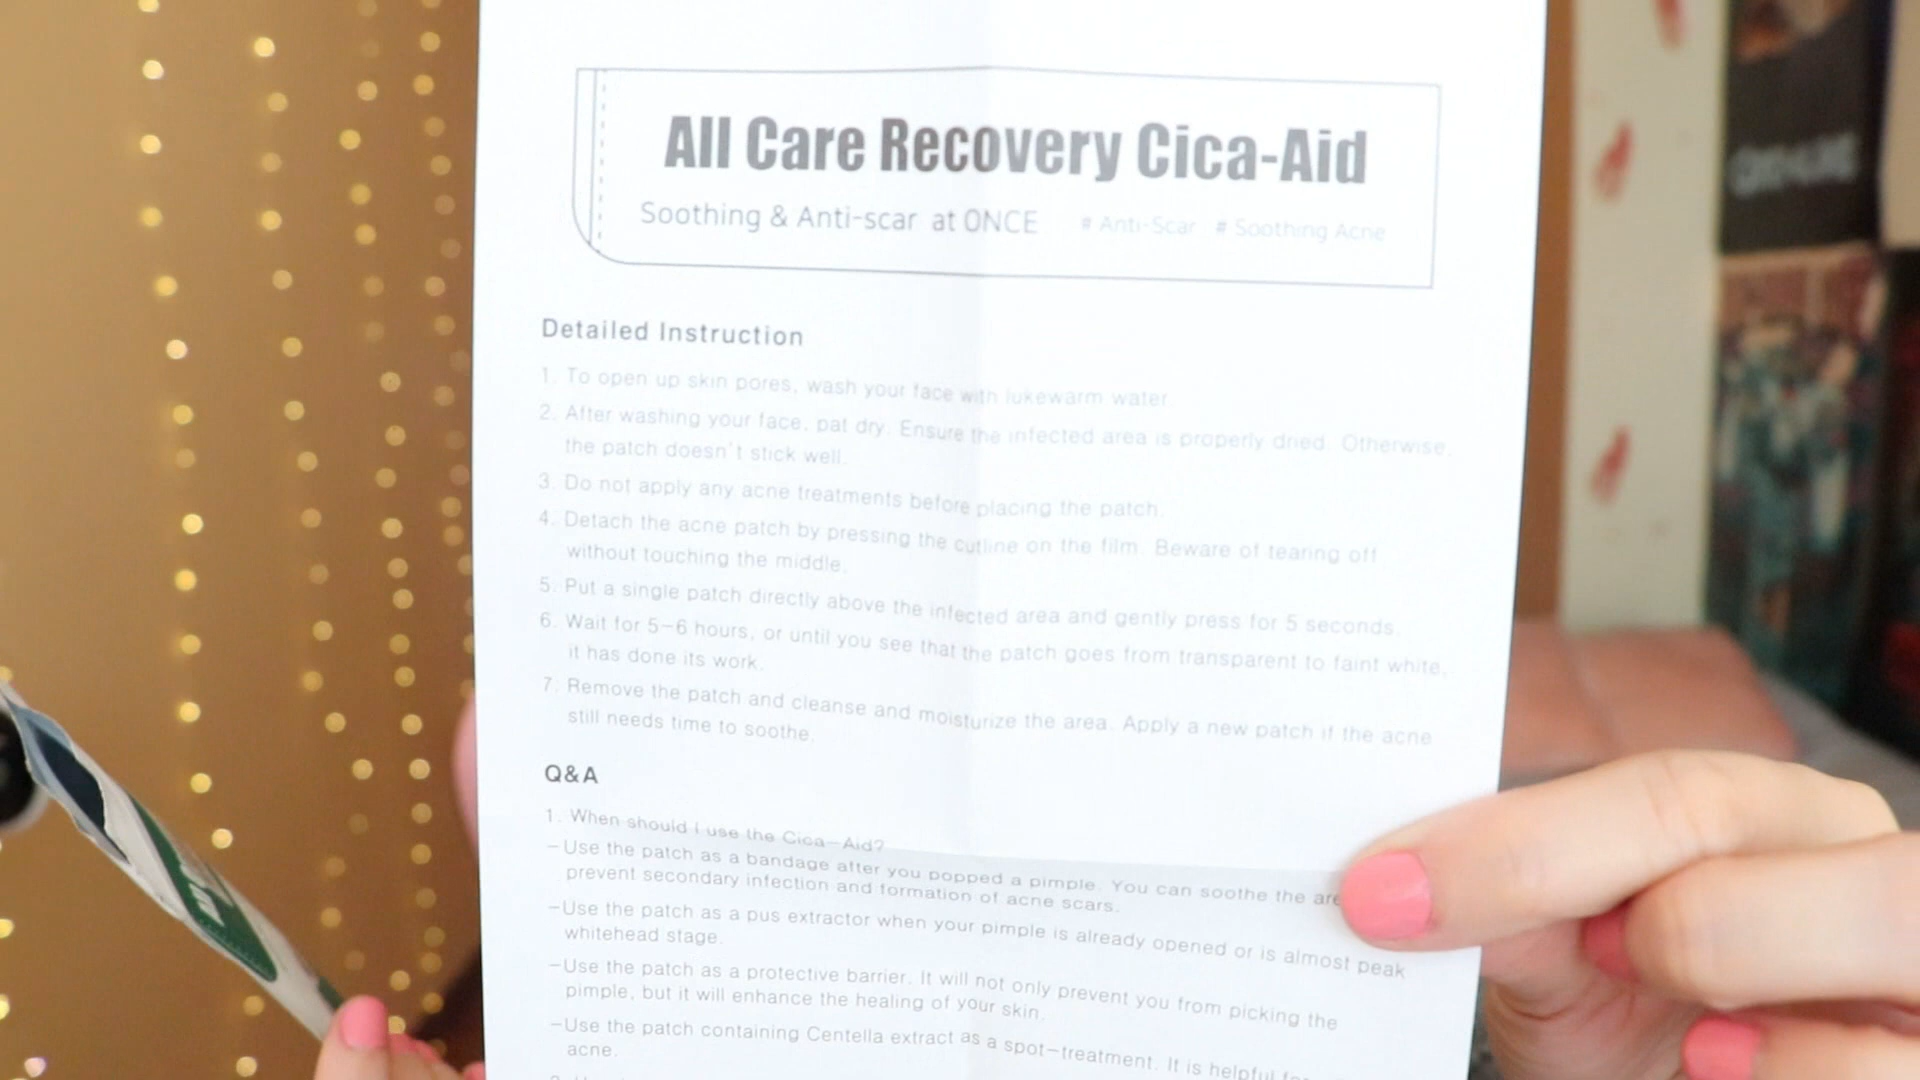 All Care Recovery Cica-Aid
Soothing & Anti-scar at ONCE # Anti-Scar # Soothing Acne
Detailed Instruction
1. To open up skin pores, wash your face with lukewarm water.
2. After washing your face, pat dry. Ensure the infected area is properly dried. Otherwise,
the patch doesn't stick well.
3. Do not apply any acne treatments before placing the patch.
4. Detach the acne patch by pressing the cutline on the film. Beware of tearing off
without touching the middle.
5. Put a single patch directly above the infected area and gently press for 5 seconds.
6. Wait for 5-6 hours, or until you see that the patch goes from transparent to faint white,
it has done its work.
7. Remove the patch and cleanse and moisturize the area. Apply a new patch if the acne
still needs time to soothe.
Q&A
1. When should I use the Cica-Aid?
-Use the patch as a bandage after you popped a pimple. You can soothe the
prevent secondary infection and formation of acne scars.
-Use the patch as a pus extractor when your pimple is already opened or is almost peak
whitehead stage.
-Use the patch as a protective barrier. It will not only prevent you from picking the
pimple, but it will enhance the healing of your skin.
-Use the patch containing Centella extract as a spot-treatment. It is helpful
acne.